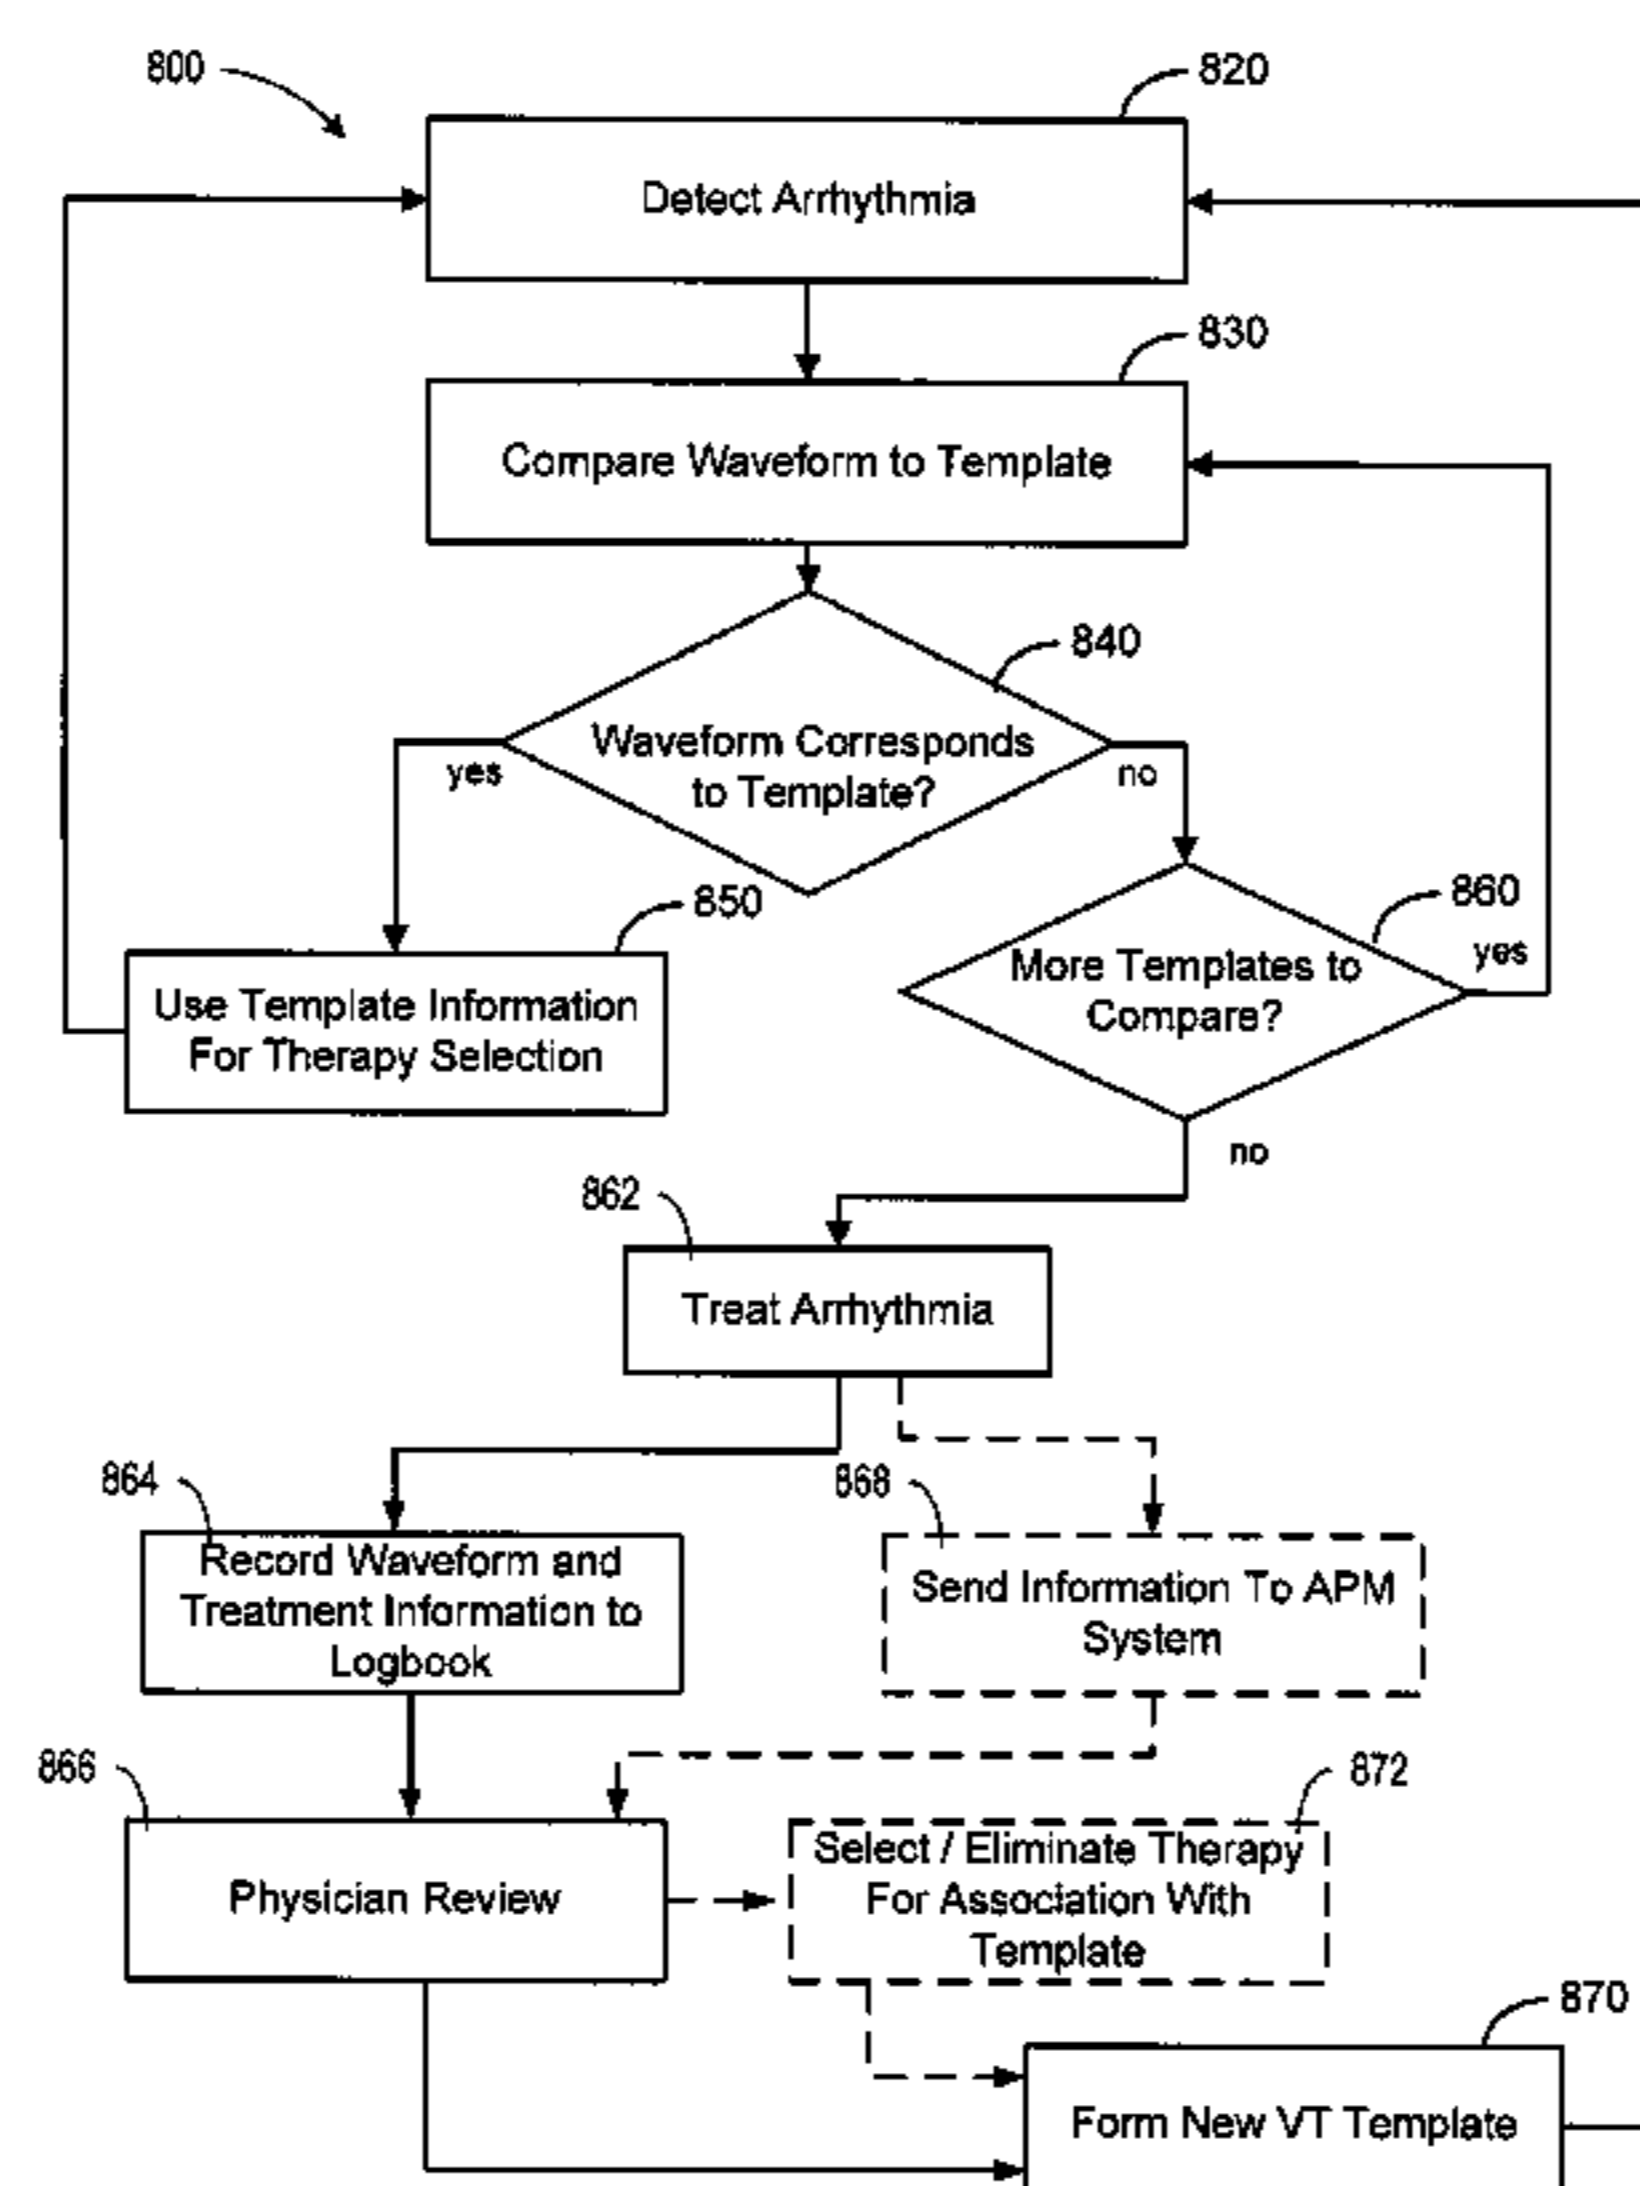 800
820
Detect Arrhythmia
830
Compare Waveform to Template
840
Waveform Corresponds
to Template?
yes
no
850
Use Template Information
For Therapy Selection
860
More Templates to
Compare?
yes
no
862
Treat Arrhythmia
864
Record Waveform and
Treatment Information to
Logbook
868
Send Information To APM
System
866
Physician Review
872
Select / Eliminate Therapy
For Association With
Template
870
Form New VT Template